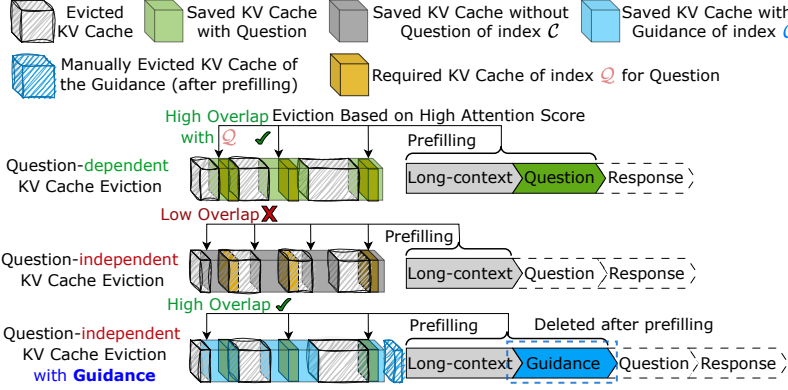 Evicted
KV Cache
Saved KV Cache
with Question
Saved KV Cache without
Question of index 𝒞
Saved KV Cache with
Guidance of index
Manually Evicted KV Cache of
the Guidance (after prefilling)
Required KV Cache of index 𝒬 for Question
High Overlap Eviction Based on High Attention Score
with 𝒬 ✓
Prefilling
Question-dependent
KV Cache Eviction
Long-context Question Response
Low Overlap ✗
Prefilling
Question-independent
KV Cache Eviction
Long-context Question Response
High Overlap ✓
Prefilling Deleted after prefilling
Question-independent
KV Cache Eviction
with Guidance
Long-context Guidance Question Response